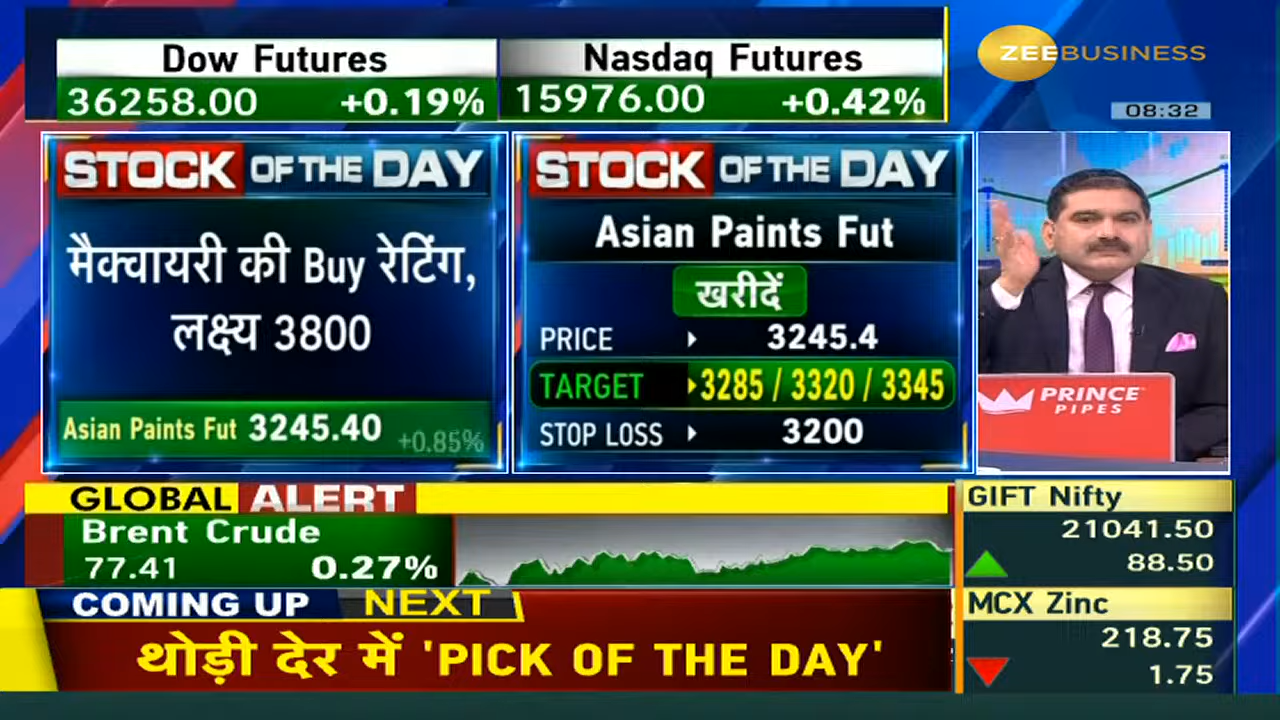 Dow Futures
36258.00 +0.19%
Nasdaq Futures
15976.00 +0.42%
ZEEBUSINESS
08:32
STOCK OF THE DAY
मैक्वायरी की Buy रेटिंग,
लक्ष्य 3800
Asian Paints Fut 3245.40 +0.85%
STOCK OF THE DAY
Asian Paints Fut
खरीदें
PRICE 3245.4
TARGET 3285 / 3320 / 3345
STOP LOSS 3200
PRINCE
PIPES
GLOBAL ALERT
Brent Crude
77.41 0.27%
GIFT Nifty
21041.50
88.50
MCX Zinc
218.75
1.75
COMING UP NEXT
थोड़ी देर में 'PICK OF THE DAY'